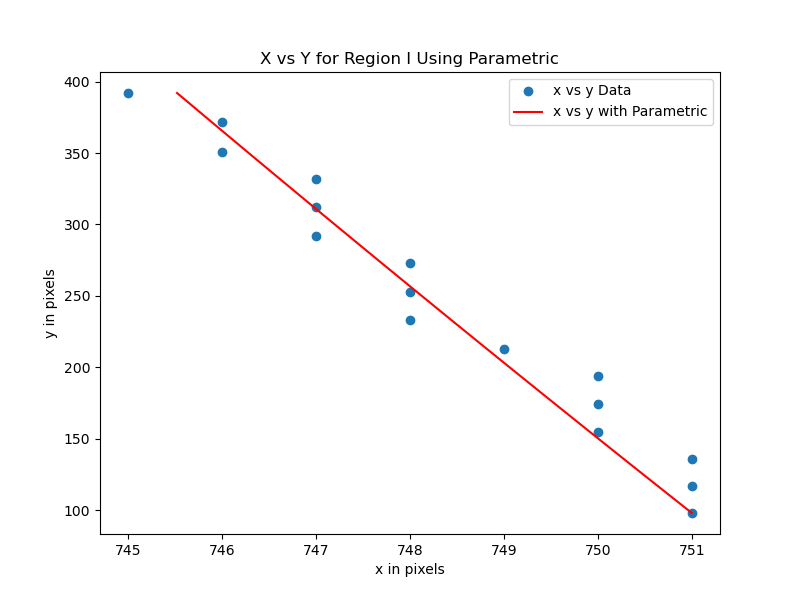 X vs Y for Region I Using Parametric
x vs y Data
x vs y with Parametric
400
350
300
250
200
150
100
y in pixels
745 746 747 748 749 750 751
x in pixels